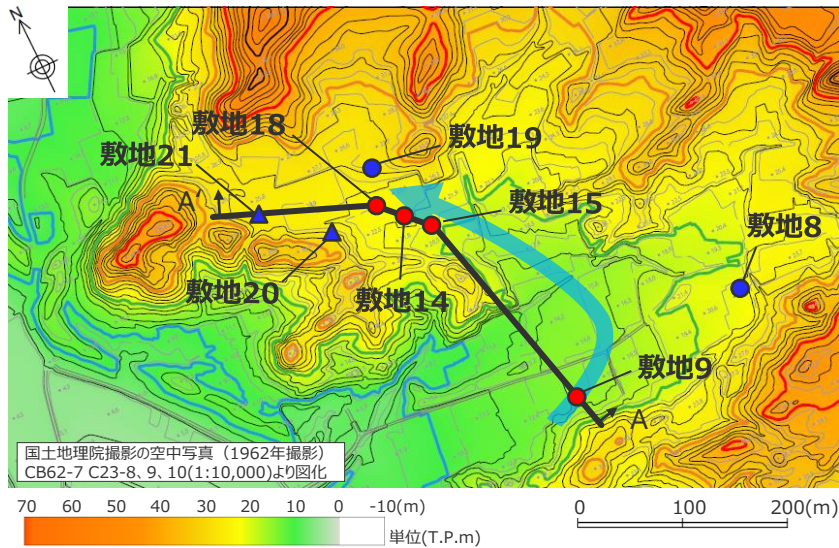 N
敷地18
敷地19
敷地21
A'
敷地15
敷地8
敷地20
敷地14
敷地9
A
国土地理院撮影の空中写真（1962年撮影）
CB62-7 C23-8、9、10(1:10,000)より図化
70 60 50 40 30 20 10 0 -10(m)
単位(T.P.m)
0 100 200(m)